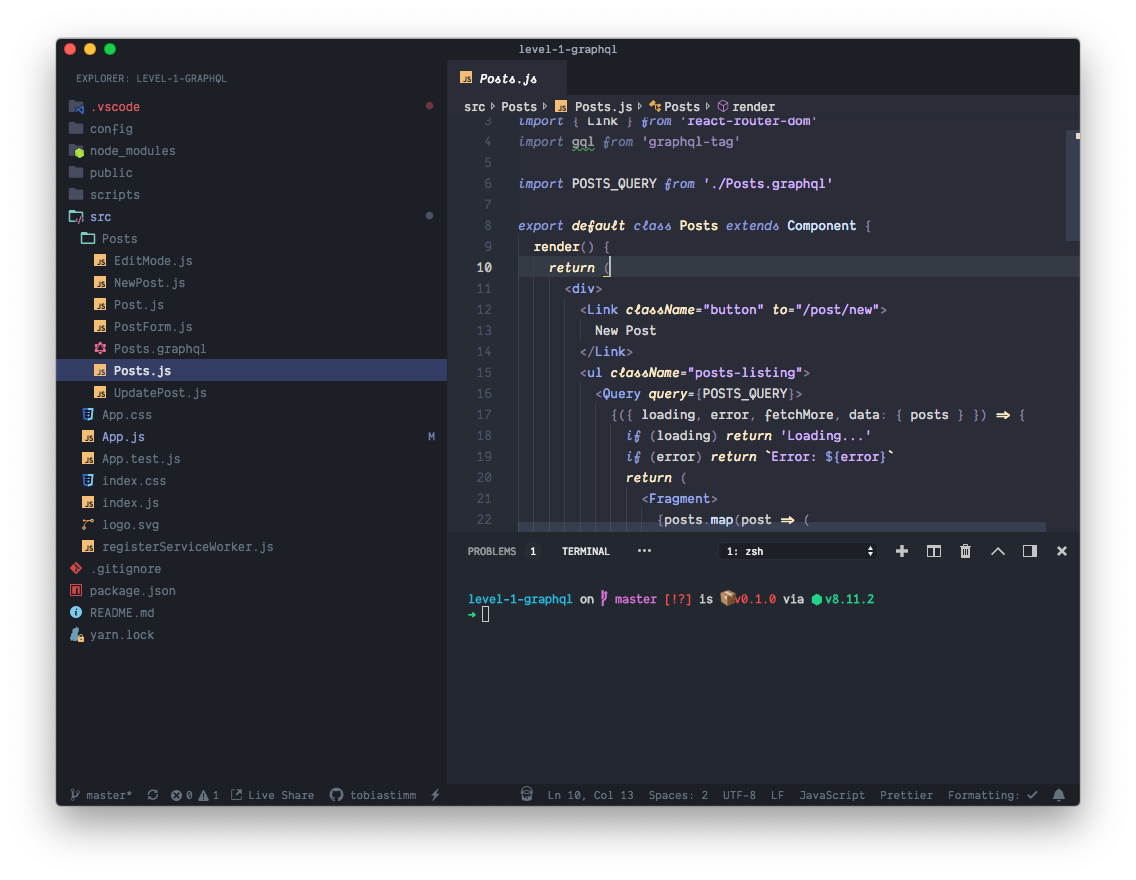 level-1-graphql
EXPLORER: LEVEL-1-GRAPHQL
.vscode
config
node_modules
public
scripts
src
Posts
EditMode.js
NewPost.js
Post.js
PostForm.js
Posts.graphql
Posts.js
UpdatePost.js
App.css
App.js M
App.test.js
index.css
index.js
logo.svg
registerServiceWorker.js
.gitignore
package.json
README.md
yarn.lock
JS Posts.js
src Posts JS Posts.js Posts render
3 import { Link } from 'react-router-dom'
4 import gql from 'graphql-tag'
5
6 import POSTS_QUERY from './Posts.graphql'
7
8 export default class Posts extends Component {
9 render() {
10 return (
11 <div>
12 <Link className="button" to="/post/new">
13 New Post
14 </Link>
15 <ul className="posts-listing">
16 <Query query={POSTS_QUERY}>
17 {({ loading, error, fetchMore, data: { posts } }) => {
18 if (loading) return 'Loading...'
19 if (error) return `Error: ${error}`
20 return (
21 <Fragment>
22 {posts.map(post => (
PROBLEMS 1 TERMINAL ··· 1: zsh
level-1-graphql on master [!?] is v0.1.0 via v8.11.2
→
master* 0 1 Live Share tobiastimm Ln 10, Col 13 Spaces: 2 UTF-8 LF JavaScript Prettier Formatting: ✓